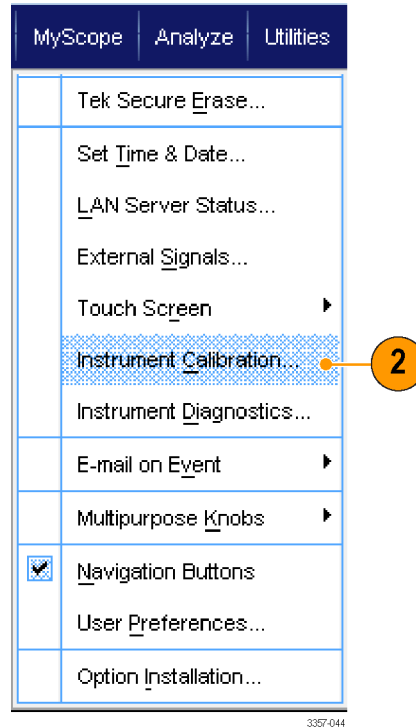 MyScope Analyze Utilities
Tek Secure Erase...
Set Time & Date...
LAN Server Status...
External Signals...
Touch Screen
Instrument Calibration...
2
Instrument Diagnostics...
E-mail on Event
Multipurpose Knobs
Navigation Buttons
User Preferences...
Option Installation...
3357-044